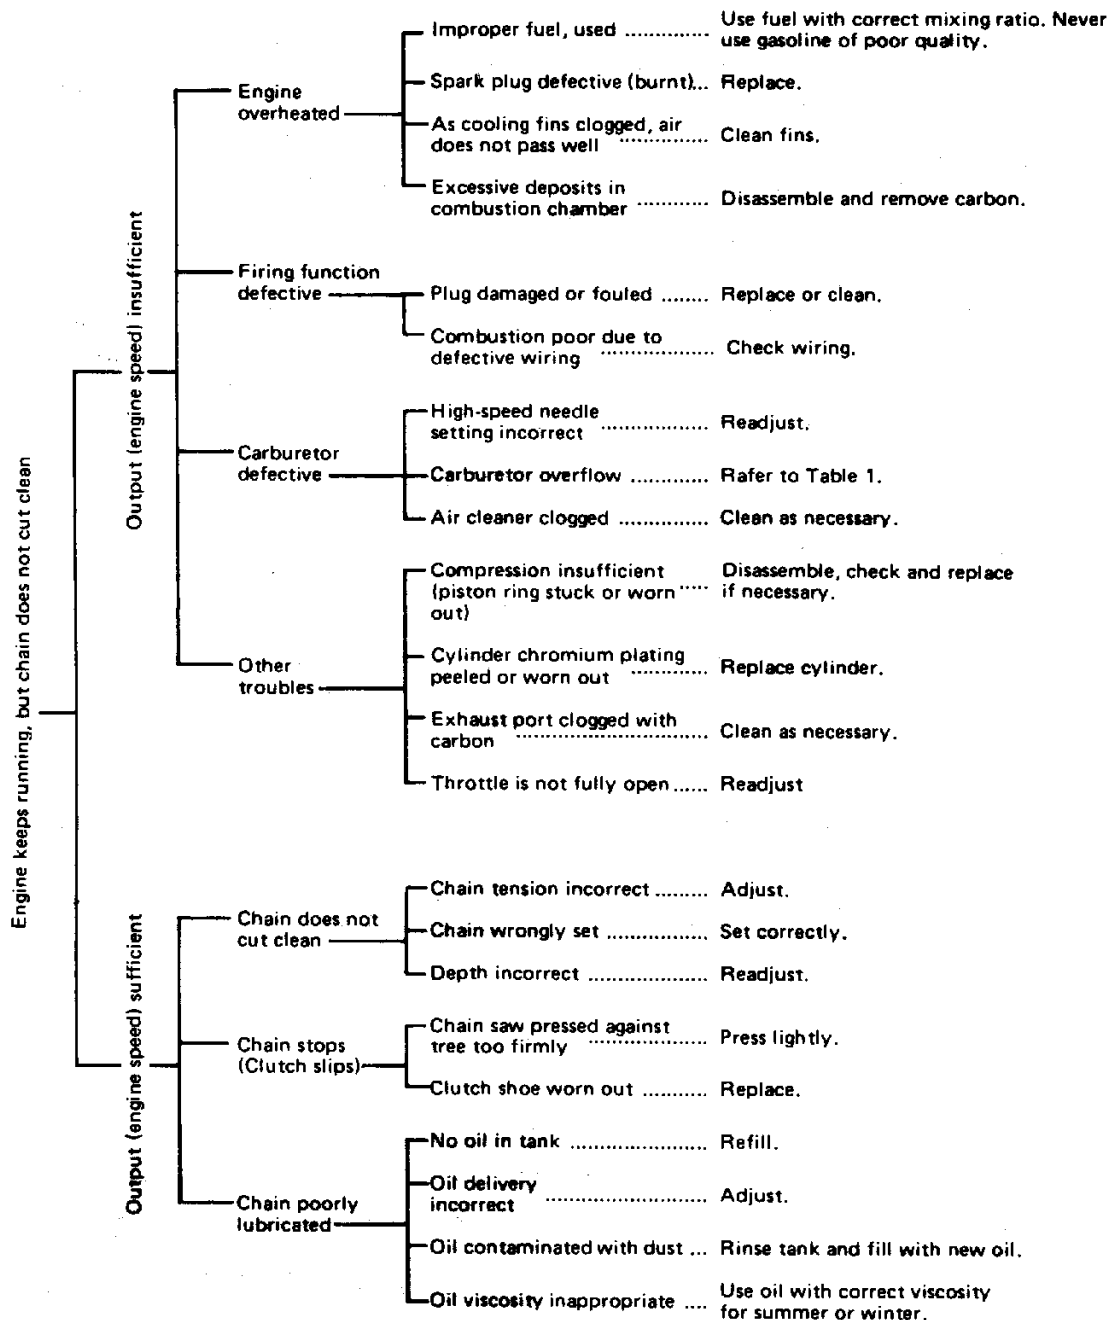 Engine keeps running, but chain does not cut clean
Output (engine speed) insufficient
Engine
overheated
Improper fuel, used ............. Use fuel with correct mixing ratio. Never
use gasoline of poor quality.
Spark plug defective (burnt)... Replace.
As cooling fins clogged, air
does not pass well ............... Clean fins.
Excessive deposits in
combustion chamber ............ Disassemble and remove carbon.
Firing function
defective
Plug damaged or fouled ........ Replace or clean.
Combustion poor due to
defective wiring ................... Check wiring.
Carburetor
defective
High-speed needle
setting incorrect .................. Readjust.
Carburetor overflow ............. Rafer to Table 1.
Air cleaner clogged ............... Clean as necessary.
Other
troubles
Compression insufficient
(piston ring stuck or worn ..... Disassemble, check and replace
out) if necessary.
Cylinder chromium plating
peeled or worn out ............. Replace cylinder.
Exhaust port clogged with
carbon ................................. Clean as necessary.
Throttle is not fully open ...... Readjust
Output (engine speed) sufficient
Chain does not
cut clean
Chain tension incorrect ......... Adjust.
Chain wrongly set ................. Set correctly.
Depth incorrect .................... Readjust.
Chain stops
(Clutch slips)
Chain saw pressed against
tree too firmly .................... Press lightly.
Clutch shoe worn out ........... Replace.
Chain poorly
lubricated
No oil in tank ....................... Refill.
Oil delivery
incorrect ........................... Adjust.
Oil contaminated with dust ... Rinse tank and fill with new oil.
Oil viscosity inappropriate .... Use oil with correct viscosity
for summer or winter.